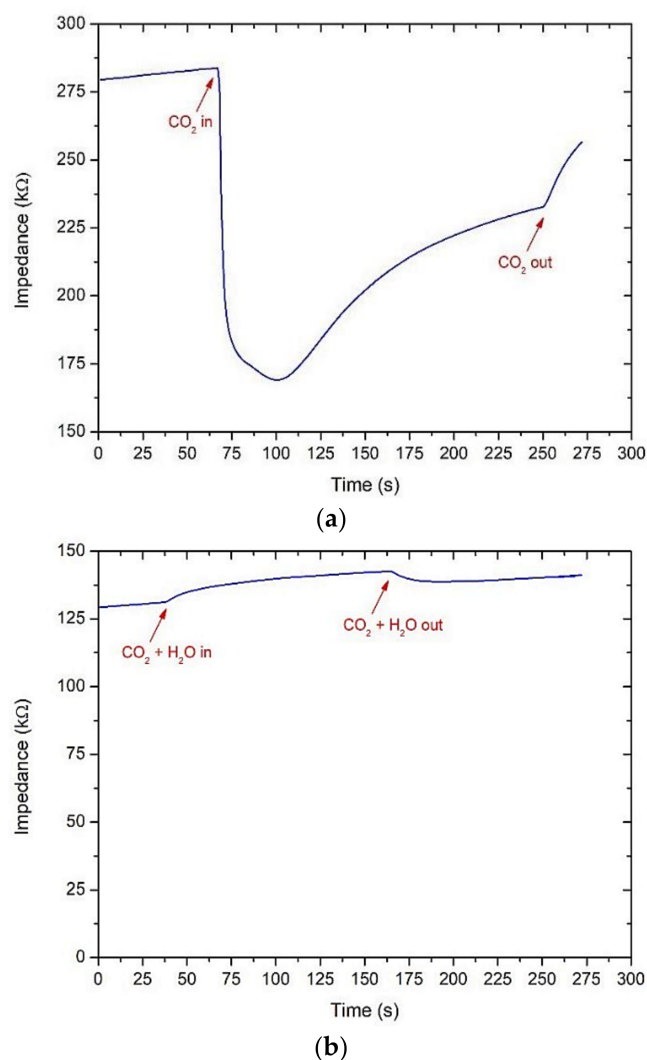 300
275
250
225
200
175
150
Impedance (kΩ)
CO₂ in
CO₂ out
0 25 50 75 100 125 150 175 200 225 250 275 300
Time (s)
(a)
150
125
100
75
50
25
0
Impedance (kΩ)
CO₂ + H₂O in
CO₂ + H₂O out
0 25 50 75 100 125 150 175 200 225 250 275 300
Time (s)
(b)